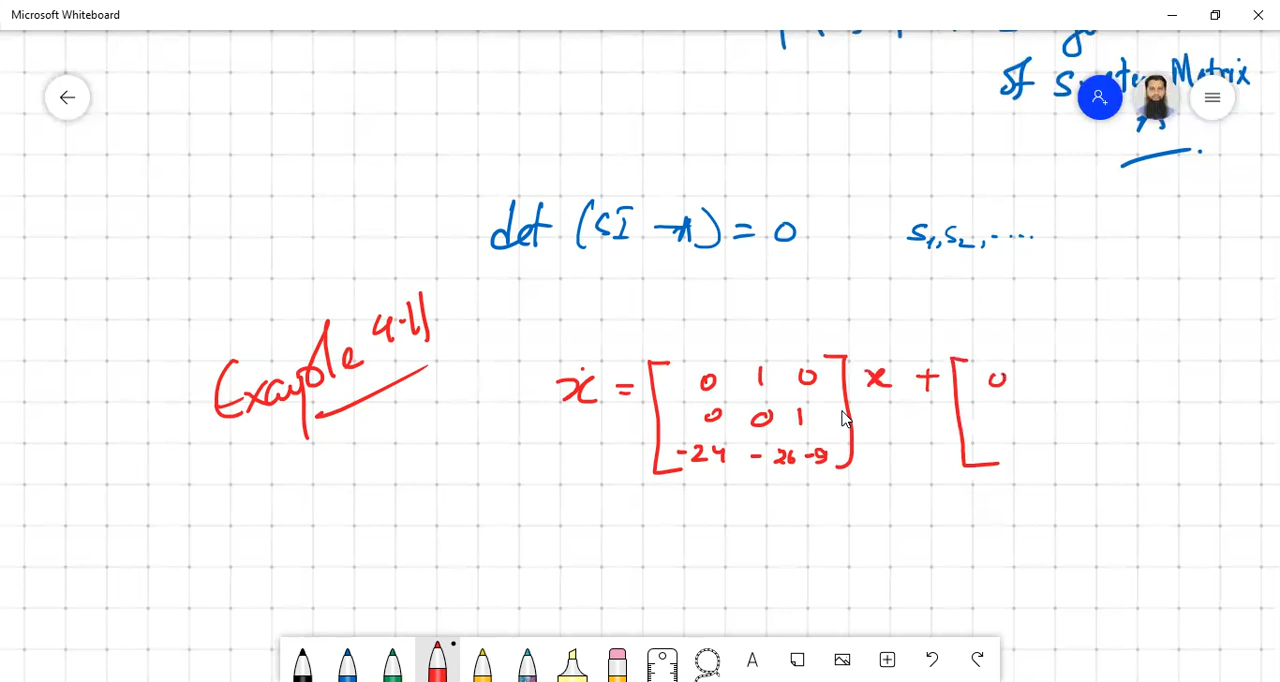 Microsoft Whiteboard
of System Matrix
det (SI - A) = 0 s₁, s₂, ....
Example 4.11
ẋ = [ 0 1 0 ] x + [ 0
0 0 1
-24 -26 -9 ]
A